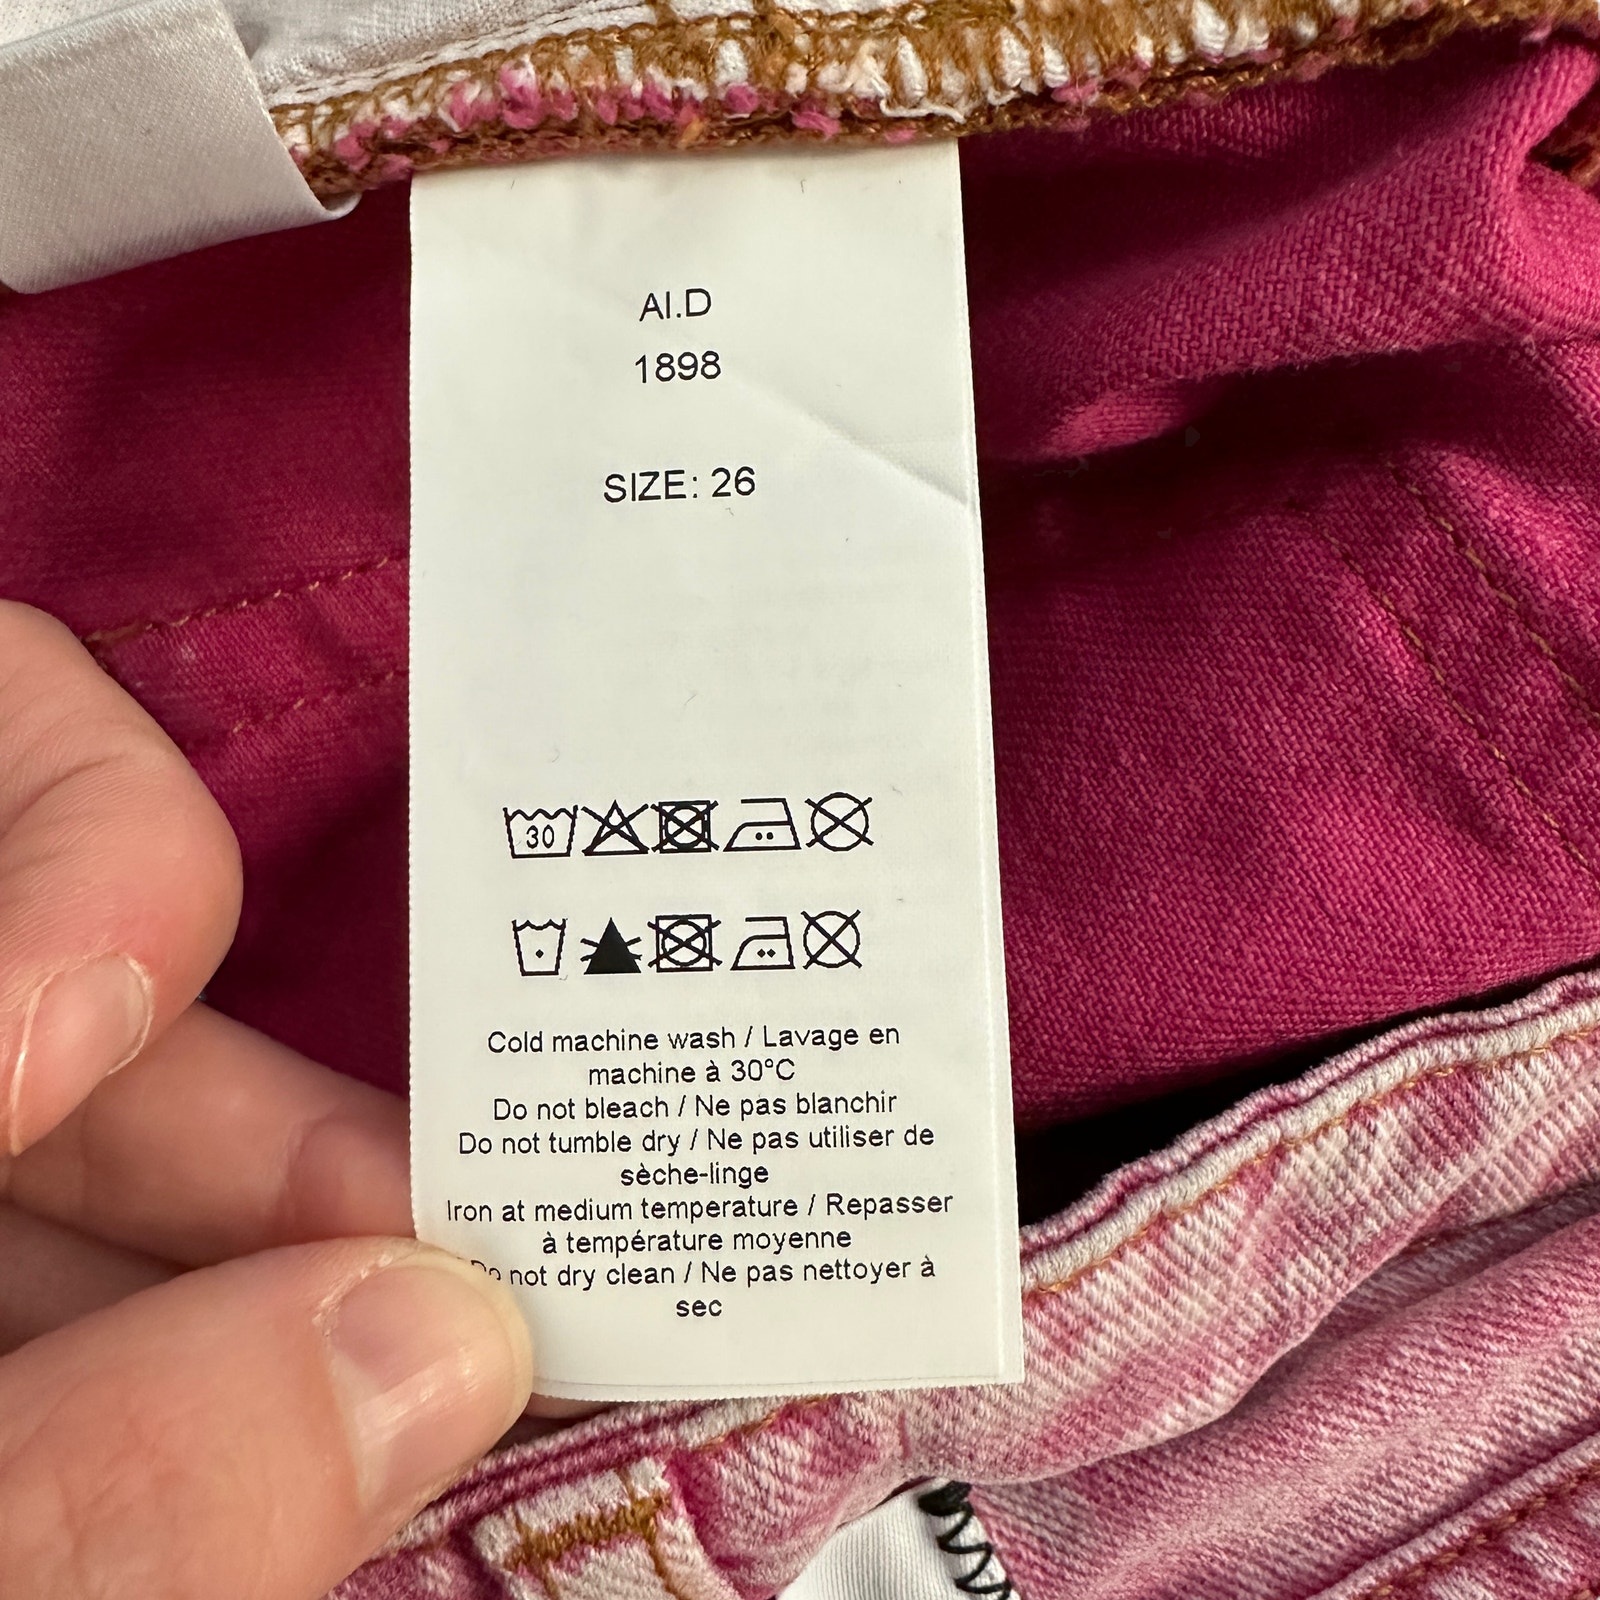 AI.D
1898
SIZE: 26
30
Cold machine wash / Lavage en
machine à 30°C
Do not bleach / Ne pas blanchir
Do not tumble dry / Ne pas utiliser de
sèche-linge
Iron at medium temperature / Repasser
à température moyenne
Do not dry clean / Ne pas nettoyer à
sec